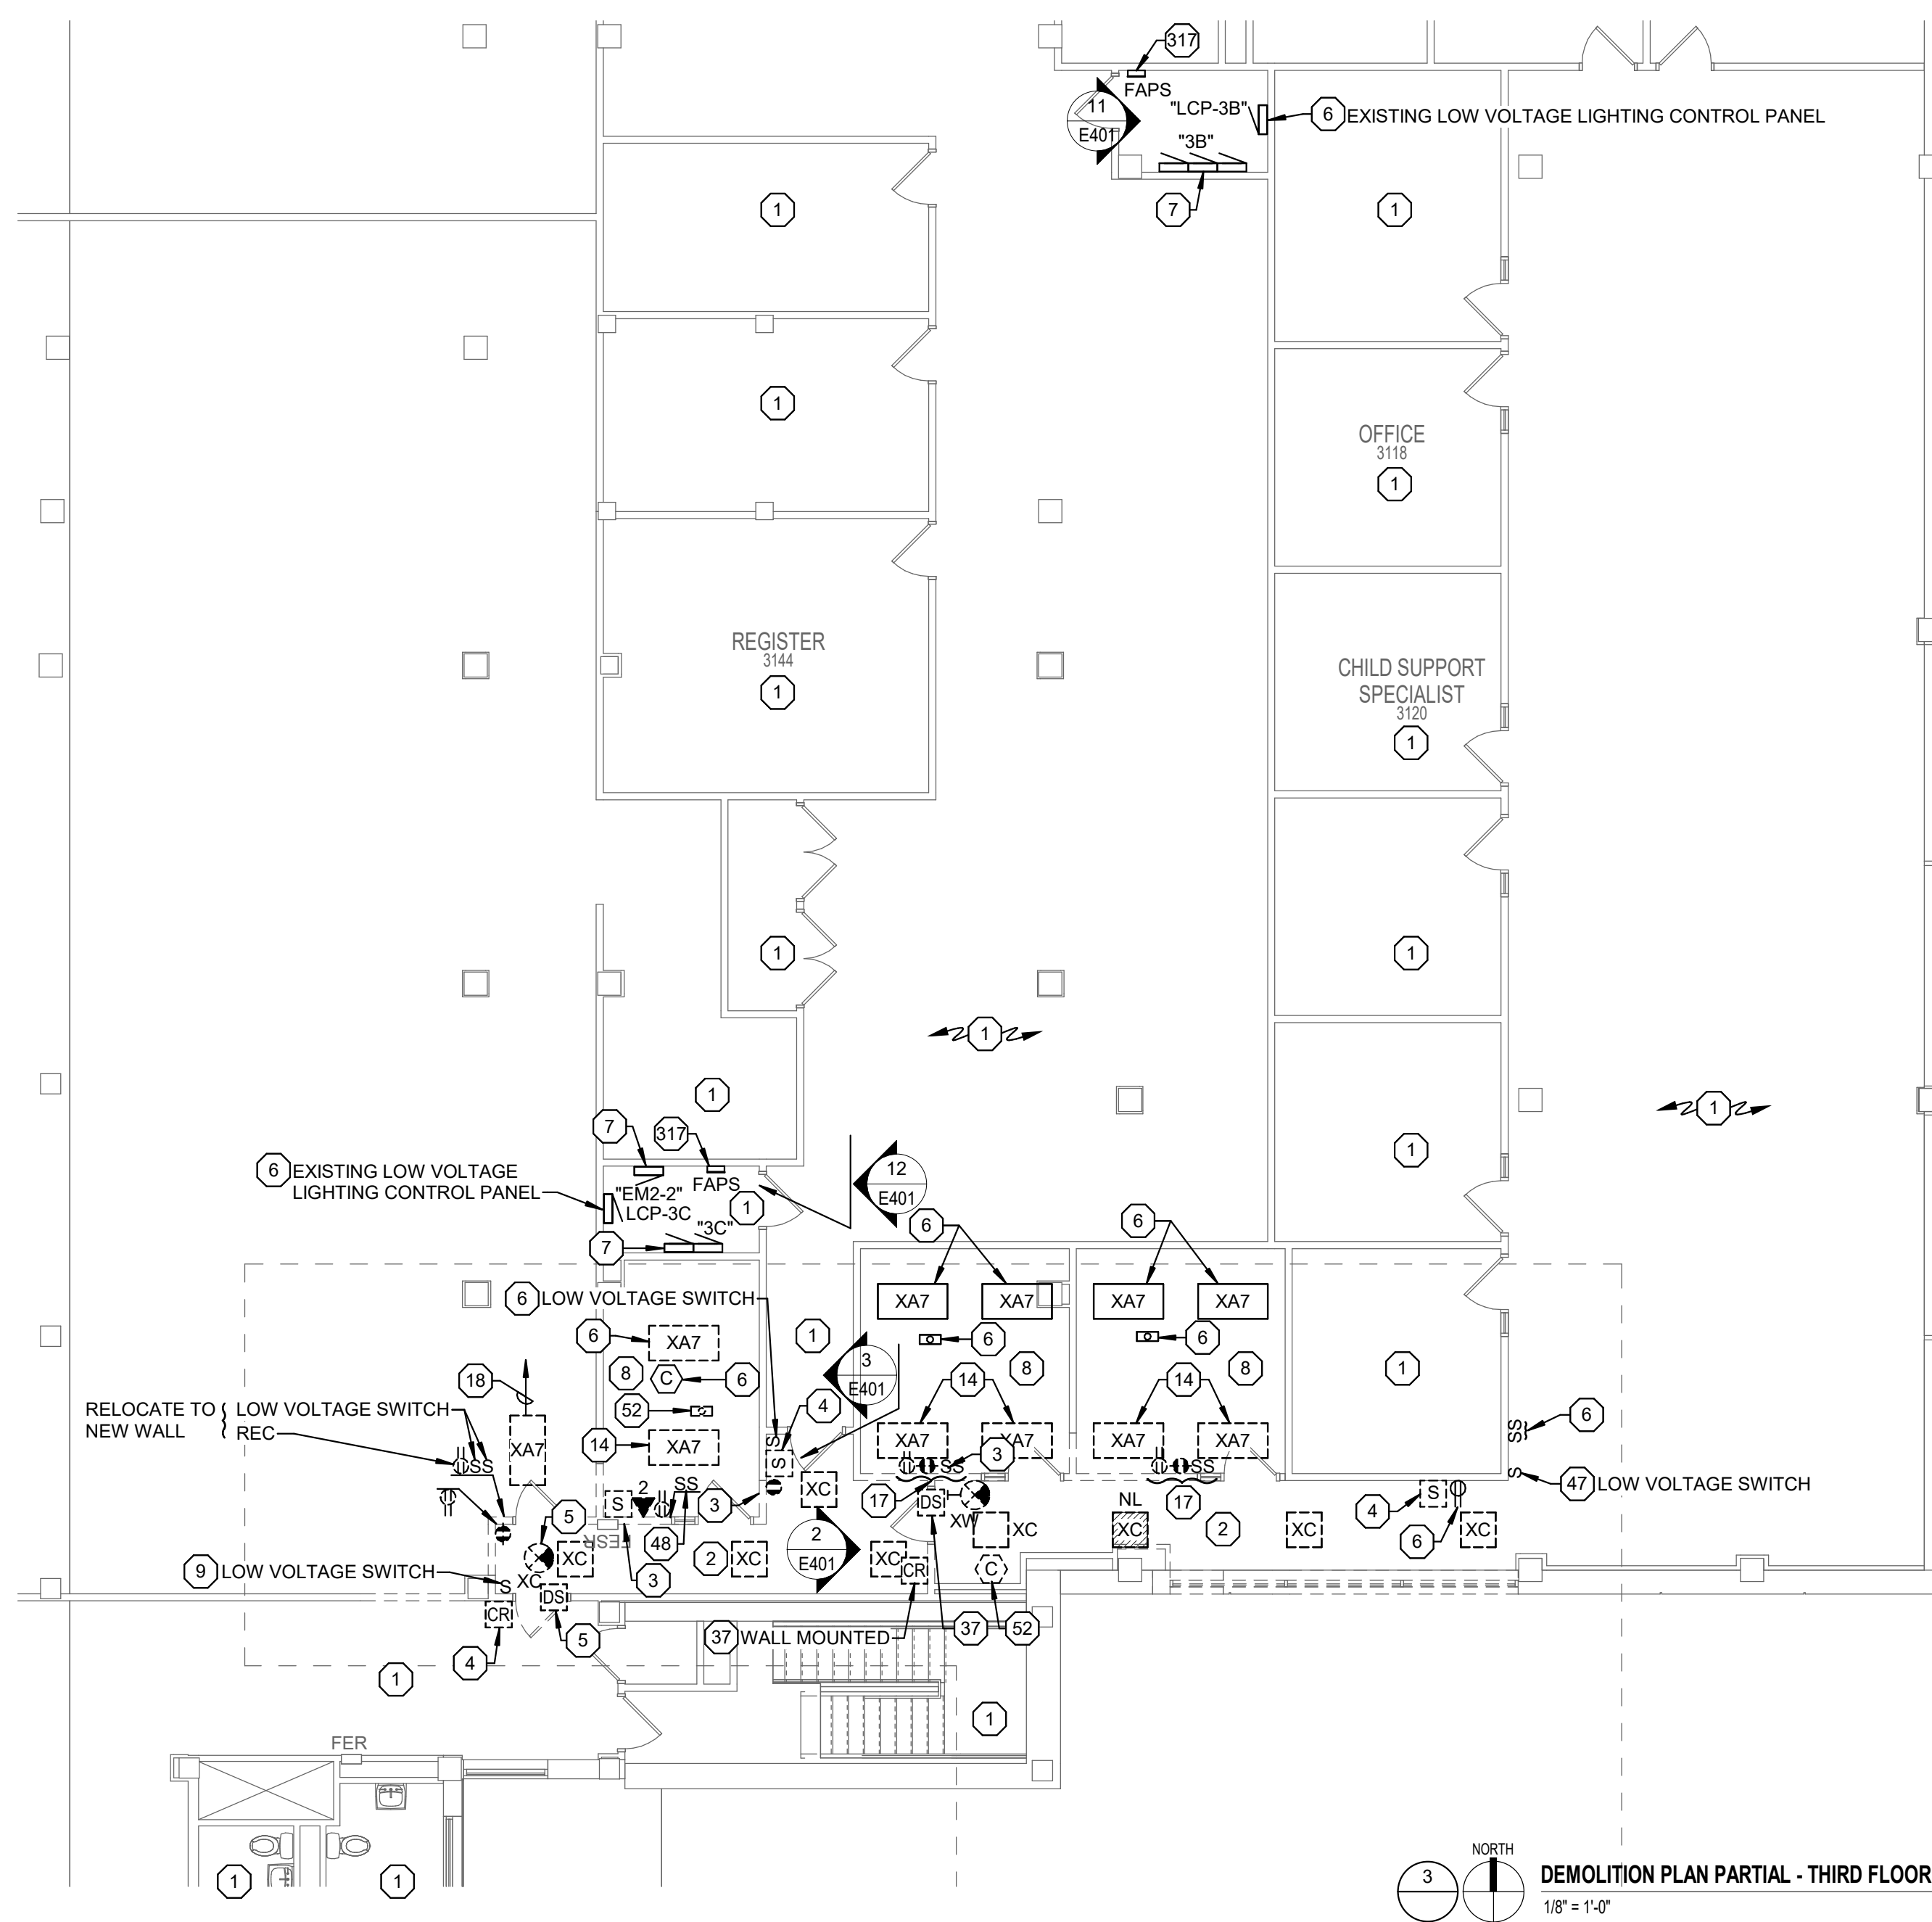 317
FAPS
11
E401
"LCP-3B"
6 EXISTING LOW VOLTAGE LIGHTING CONTROL PANEL
"3B"
7
1
1
1
OFFICE
3118
1
REGISTER
3144
1
CHILD SUPPORT
SPECIALIST
3120
1
1
1
1
1
1
7
317
1
6 EXISTING LOW VOLTAGE
LIGHTING CONTROL PANEL
"EM2-2"
LCP-3C
FAPS
1
"3C"
7
12
E401
6
6
XA7
XA7
XA7
XA7
6 LOW VOLTAGE SWITCH
6
XA7
1
6
6
8
C
6
3
E401
8
8
1
18
52
4
14
14
RELOCATE TO
NEW WALL
LOW VOLTAGE SWITCH
REC
SS
XA7
14
XA7
S
S
XA7
XA7
XA7
XA7
SS
3
SS
SS
6
S
47 LOW VOLTAGE SWITCH
S
2
SS
3
XC
17
DS
XW
17
NL
4
S
5
FESR
48
2
E401
XC
XC
2
XC
6
XC
XC
2
XC
XC
CR
C
9 LOW VOLTAGE SWITCH
S
XC
DS
3
CR
4
5
37 WALL MOUNTED
37
52
1
1
FER
1
1
3
NORTH
DEMOLITION PLAN PARTIAL - THIRD FLOOR
1/8" = 1'-0"